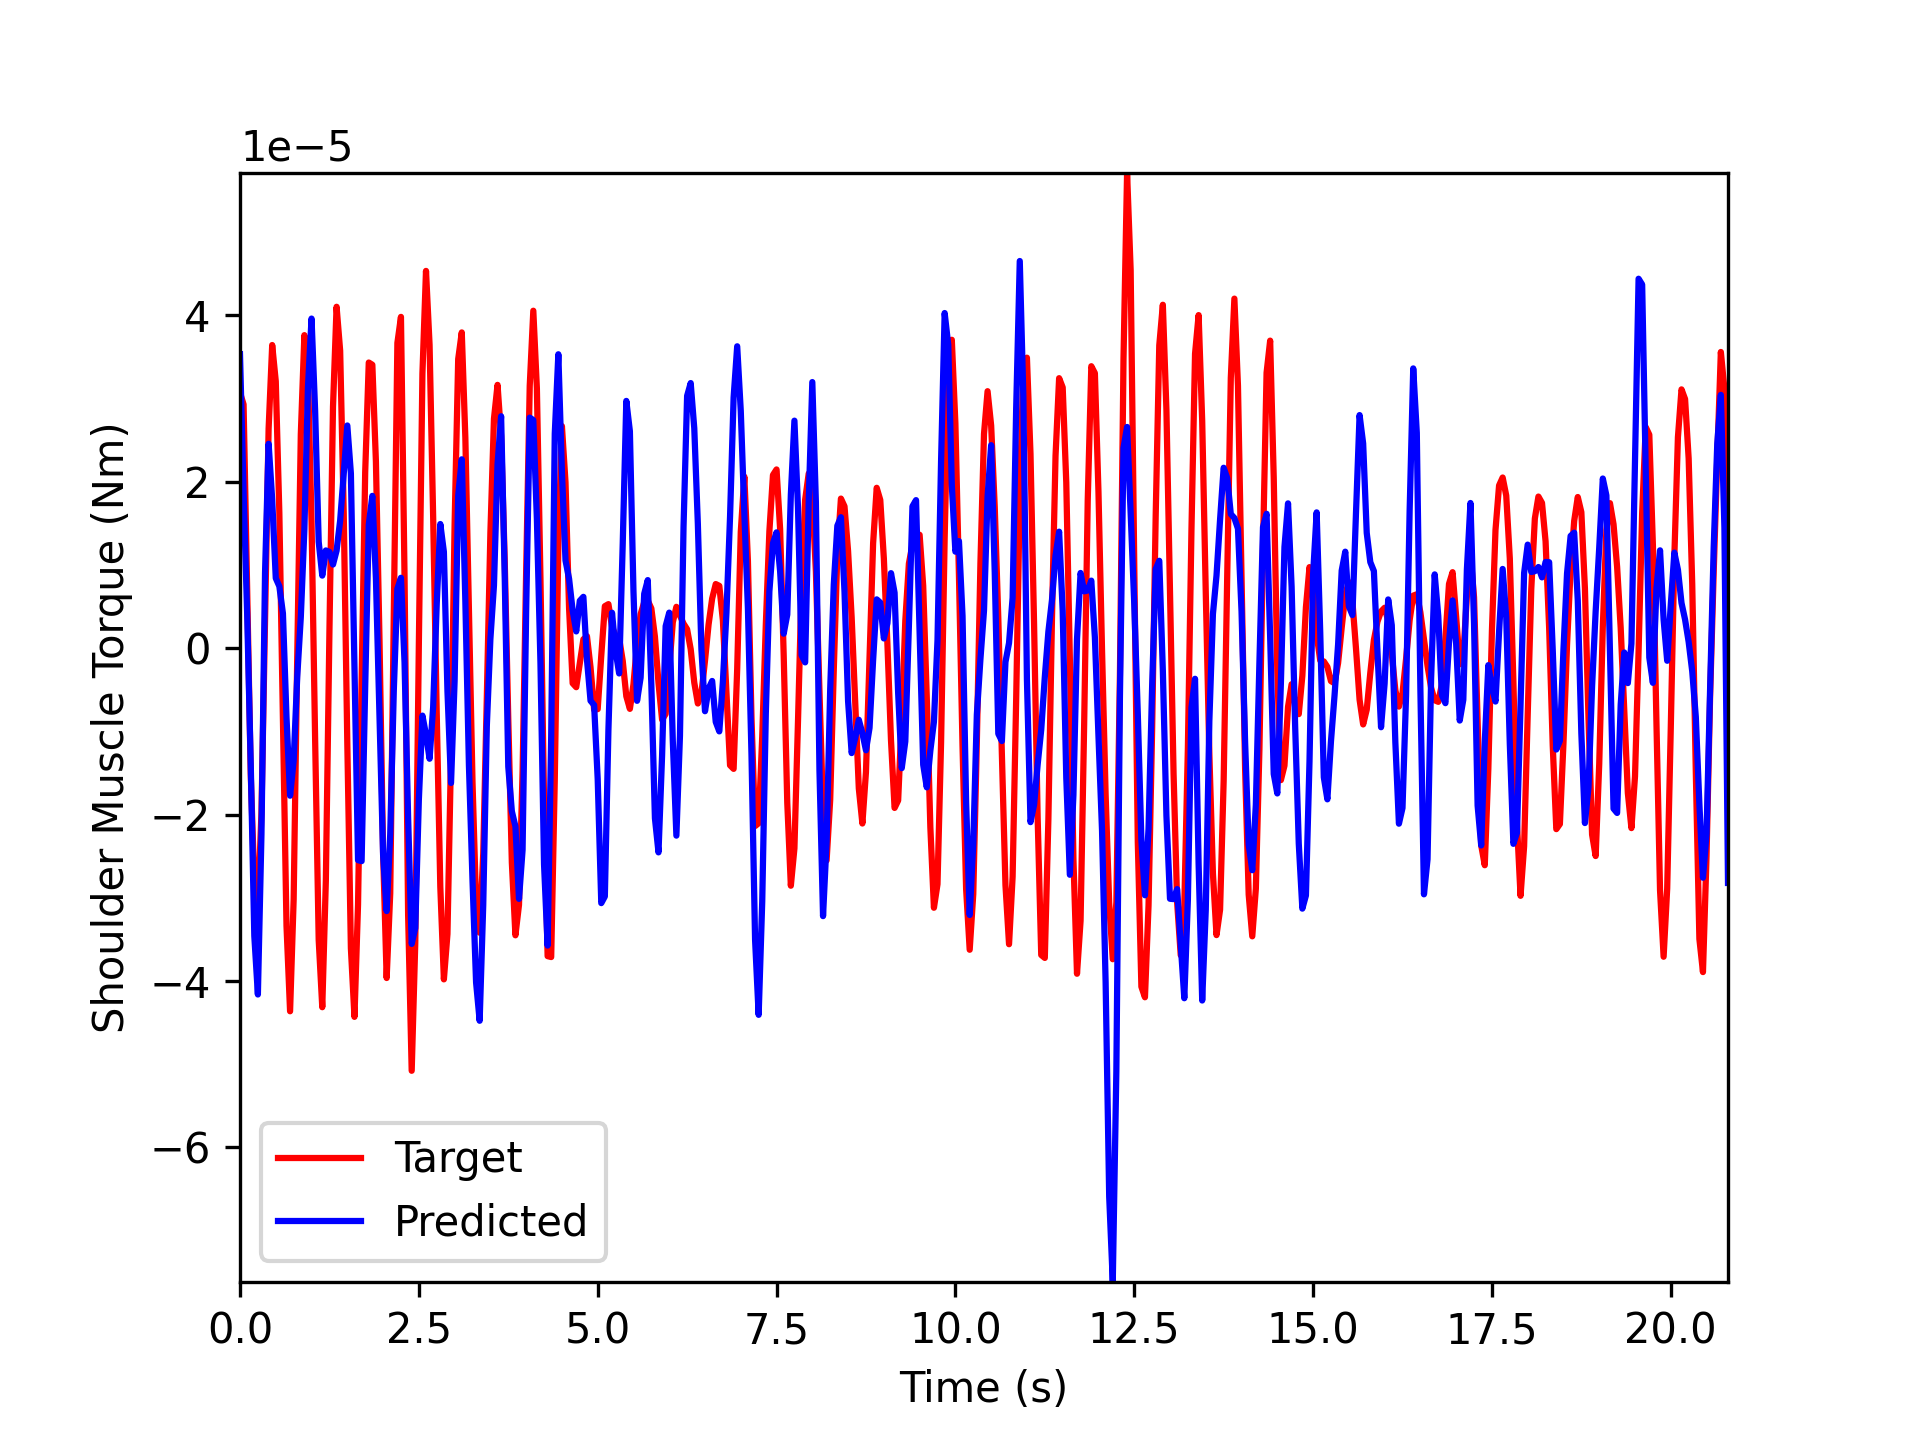 1e−5
Shoulder Muscle Torque (Nm)
4
2
0
−2
−4
−6
Target
Predicted
0.0 2.5 5.0 7.5 10.0 12.5 15.0 17.5 20.0
Time (s)